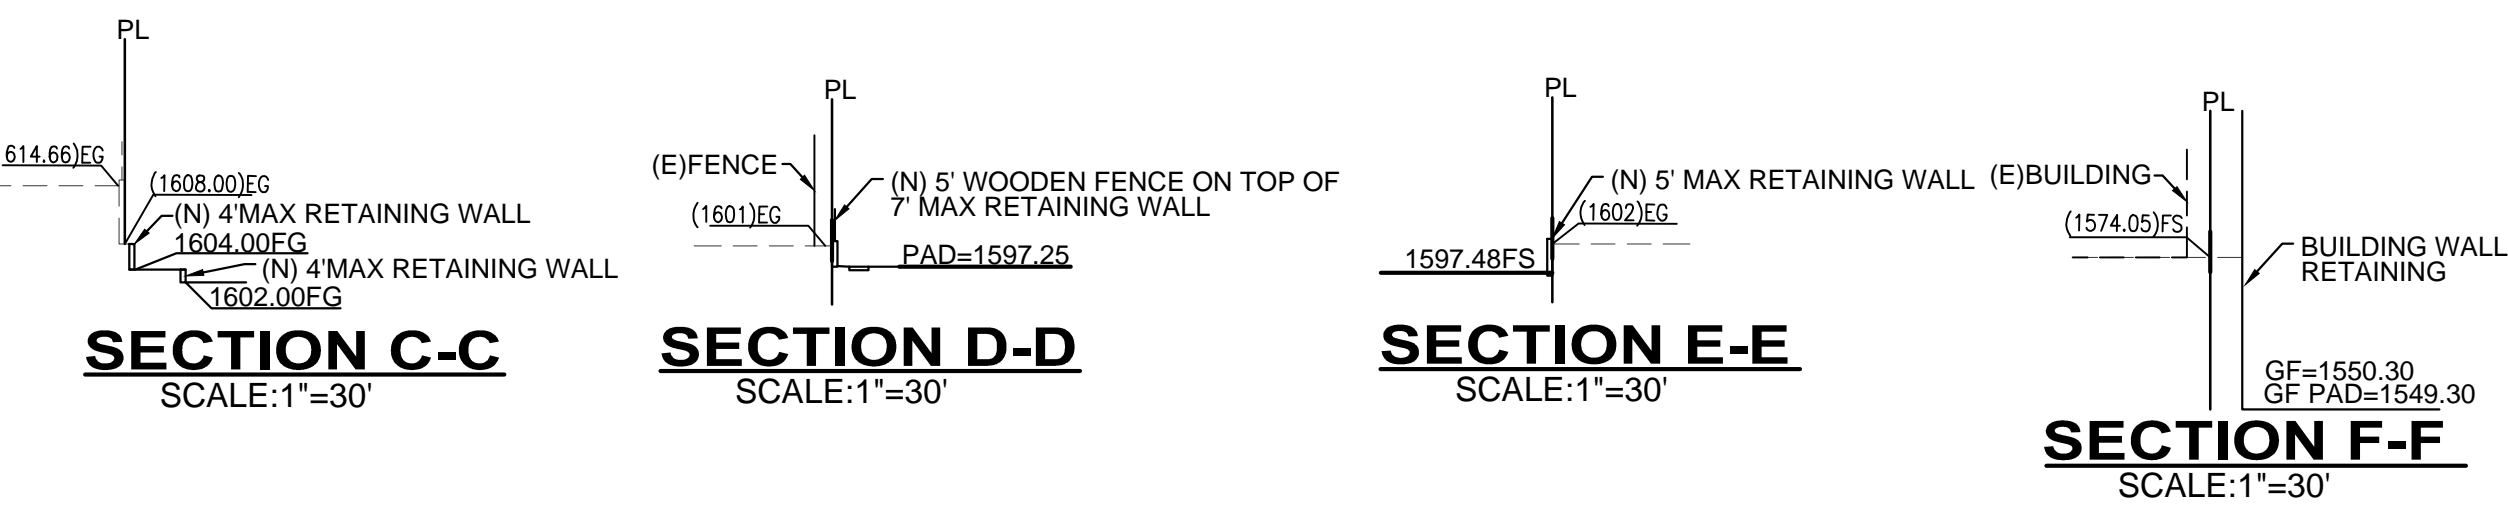 PL
614.66)EG
(1608.00)EG
(N) 4'MAX RETAINING WALL
1604.00FG
(N) 4'MAX RETAINING WALL
1602.00FG
SECTION C-C
SCALE:1"=30'
PL
(E)FENCE
(N) 5' WOODEN FENCE ON TOP OF
7' MAX RETAINING WALL
(1601)EG
PAD=1597.25
SECTION D-D
SCALE:1"=30'
PL
(N) 5' MAX RETAINING WALL
(1602)EG
1597.48FS
SECTION E-E
SCALE:1"=30'
PL
(E)BUILDING
(1574.05)FS
BUILDING WALL
RETAINING
GF=1550.30
GF PAD=1549.30
SECTION F-F
SCALE:1"=30'